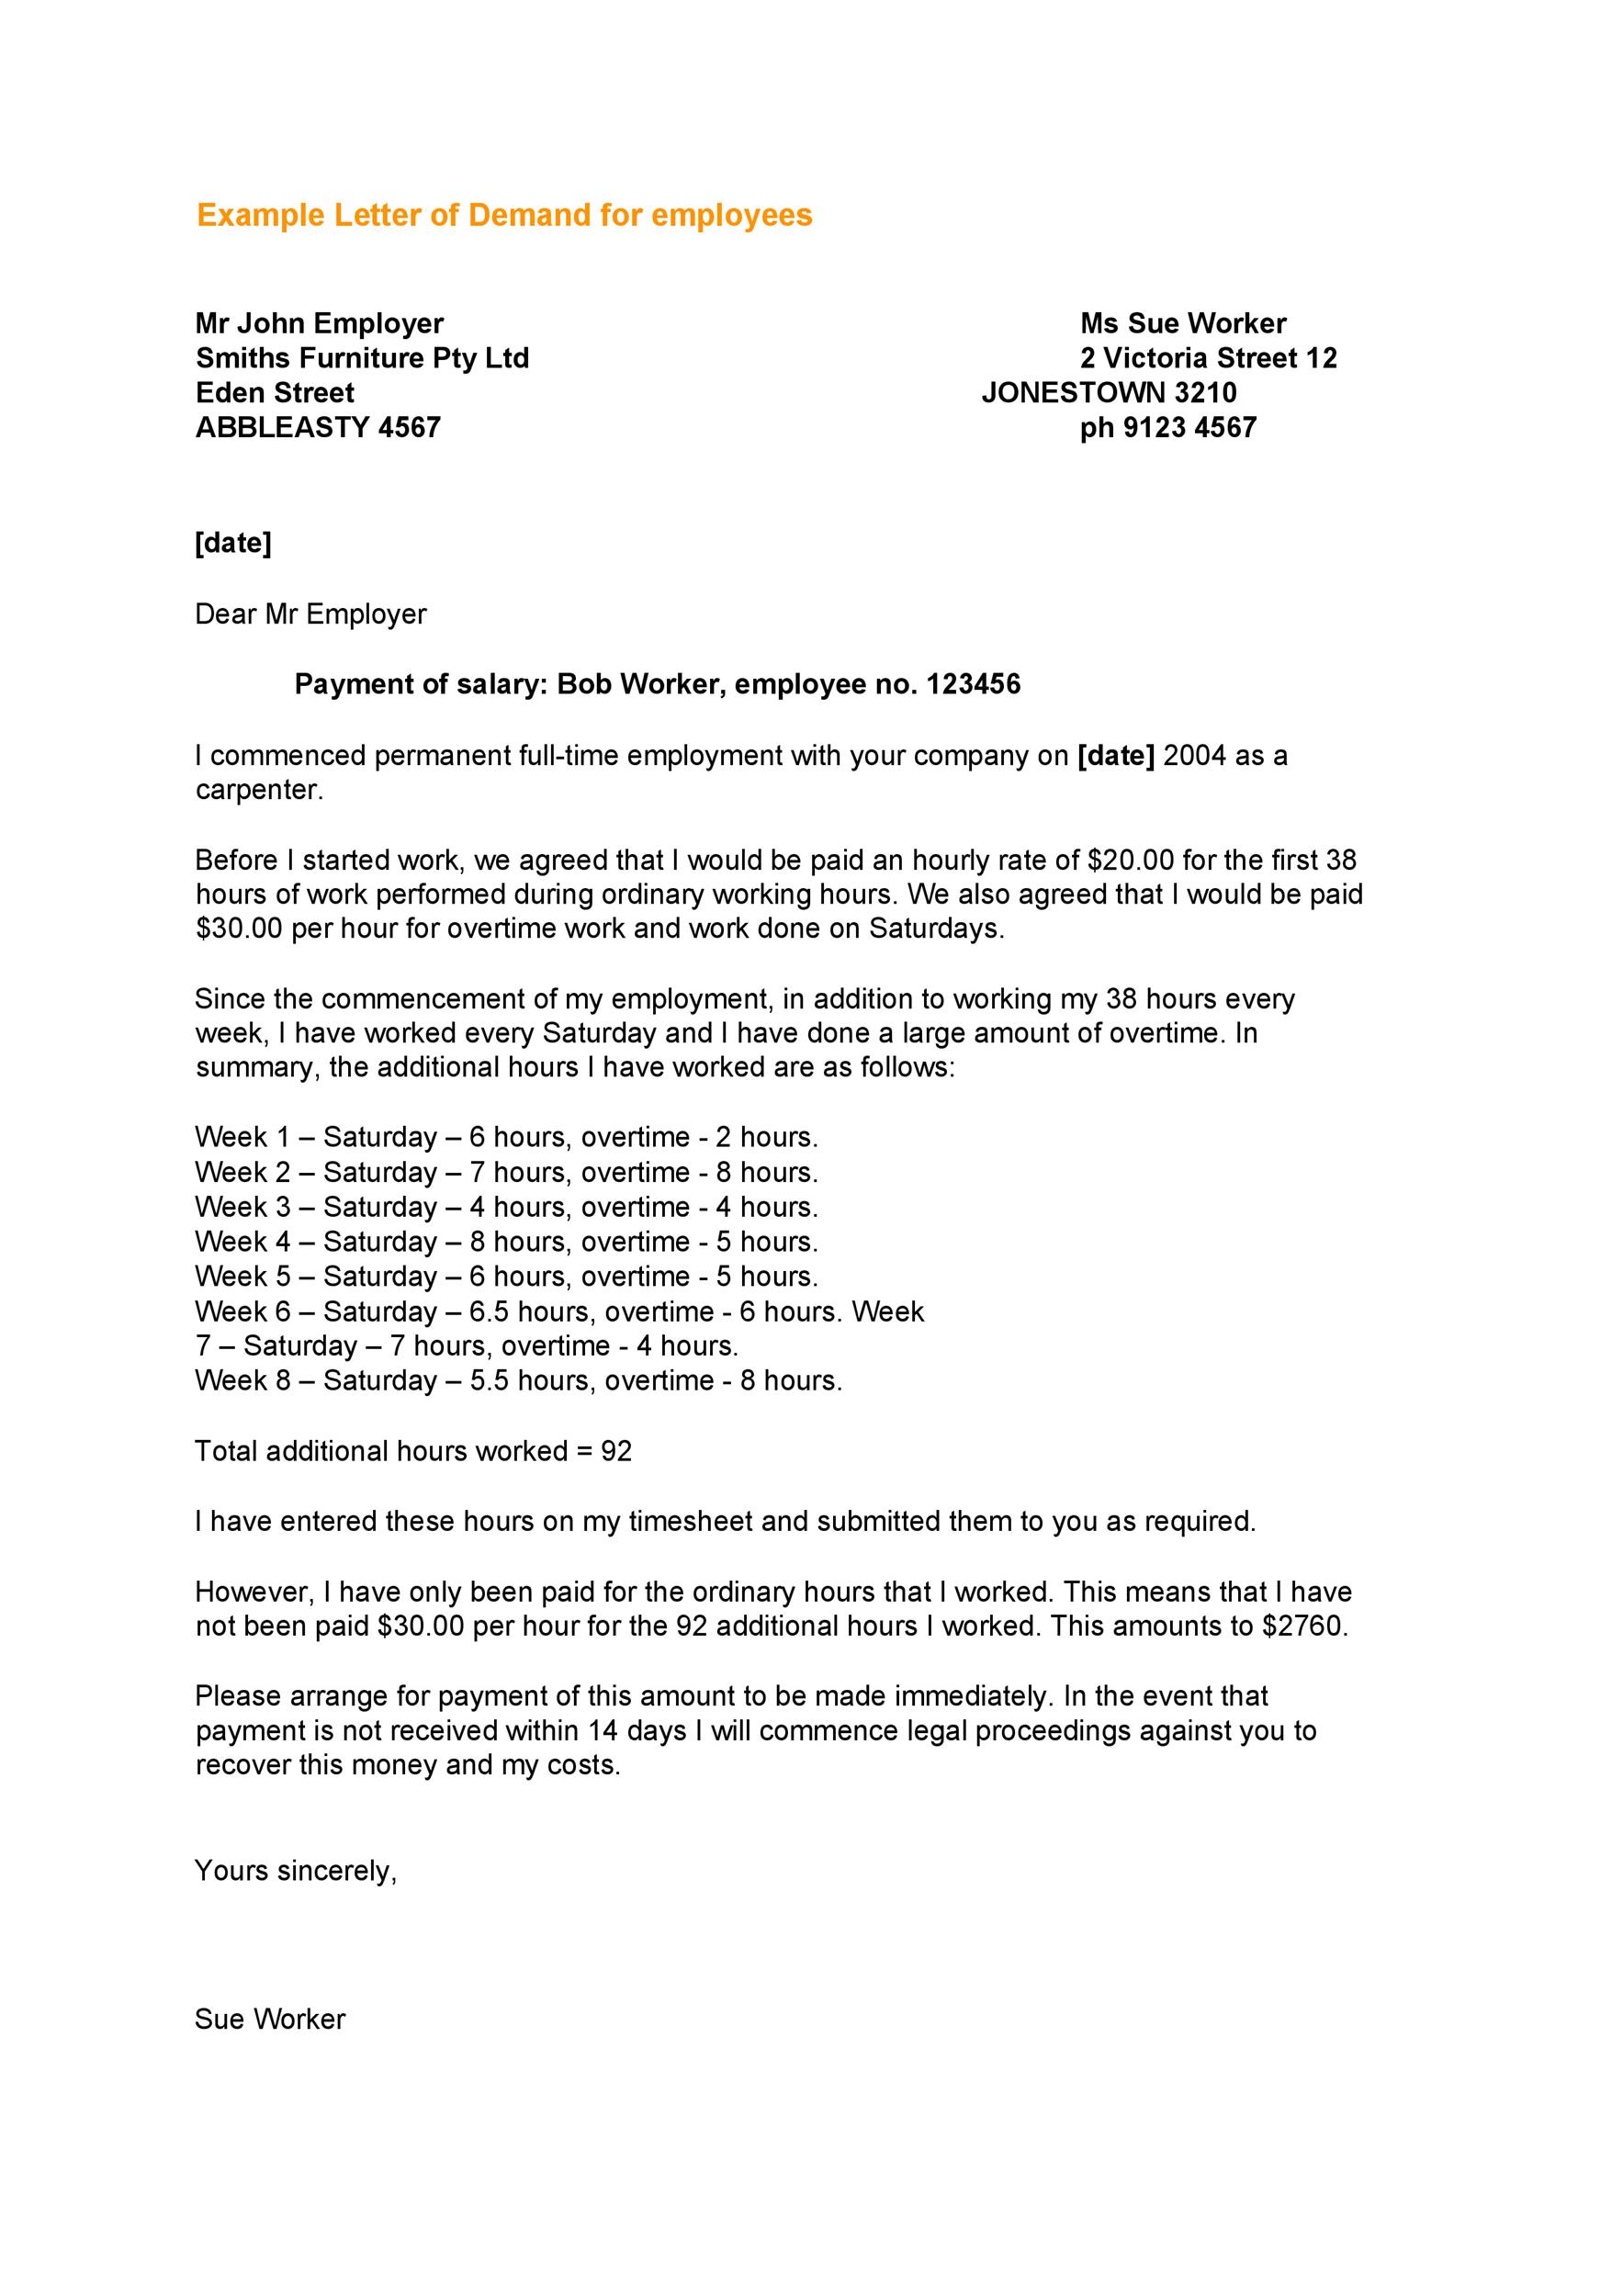 Example Letter of Demand for employees
Mr John Employer Ms Sue Worker
Smiths Furniture Pty Ltd 2 Victoria Street 12
Eden Street JONESTOWN 3210
ABBLEASTY 4567 ph 9123 4567
[date]
Dear Mr Employer
Payment of salary: Bob Worker, employee no. 123456
I commenced permanent full-time employment with your company on [date] 2004 as a
carpenter.
Before I started work, we agreed that I would be paid an hourly rate of $20.00 for the first 38
hours of work performed during ordinary working hours. We also agreed that I would be paid
$30.00 per hour for overtime work and work done on Saturdays.
Since the commencement of my employment, in addition to working my 38 hours every
week, I have worked every Saturday and I have done a large amount of overtime. In
summary, the additional hours I have worked are as follows:
Week 1 – Saturday – 6 hours, overtime - 2 hours.
Week 2 – Saturday – 7 hours, overtime - 8 hours.
Week 3 – Saturday – 4 hours, overtime - 4 hours.
Week 4 – Saturday – 8 hours, overtime - 5 hours.
Week 5 – Saturday – 6 hours, overtime - 5 hours.
Week 6 – Saturday – 6.5 hours, overtime - 6 hours. Week
7 – Saturday – 7 hours, overtime - 4 hours.
Week 8 – Saturday – 5.5 hours, overtime - 8 hours.
Total additional hours worked = 92
I have entered these hours on my timesheet and submitted them to you as required.
However, I have only been paid for the ordinary hours that I worked. This means that I have
not been paid $30.00 per hour for the 92 additional hours I worked. This amounts to $2760.
Please arrange for payment of this amount to be made immediately. In the event that
payment is not received within 14 days I will commence legal proceedings against you to
recover this money and my costs.
Yours sincerely,
Sue Worker